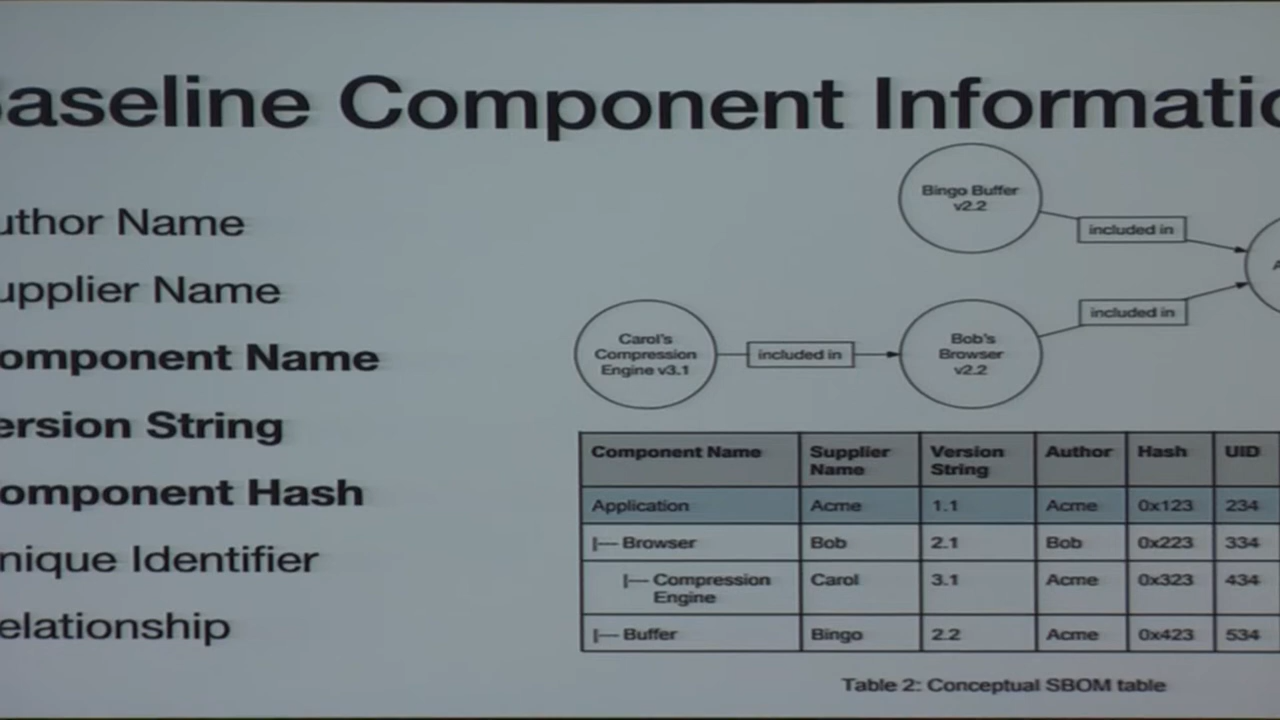 Baseline Component Informatio
uthor Name
upplier Name
omponent Name
ersion String
omponent Hash
nique Identifier
elationship
Bingo Buffer
v2.2
included in
included in
Carol's
Compression
Engine v3.1
included in
Bob's
Browser
v2.2
Component Name Supplier Name Version String Author Hash UID
Application Acme 1.1 Acme 0x123 234
|— Browser Bob 2.1 Bob 0x223 334
|— Compression Engine Carol 3.1 Acme 0x323 434
|— Buffer Bingo 2.2 Acme 0x423 534
Table 2: Conceptual SBOM table